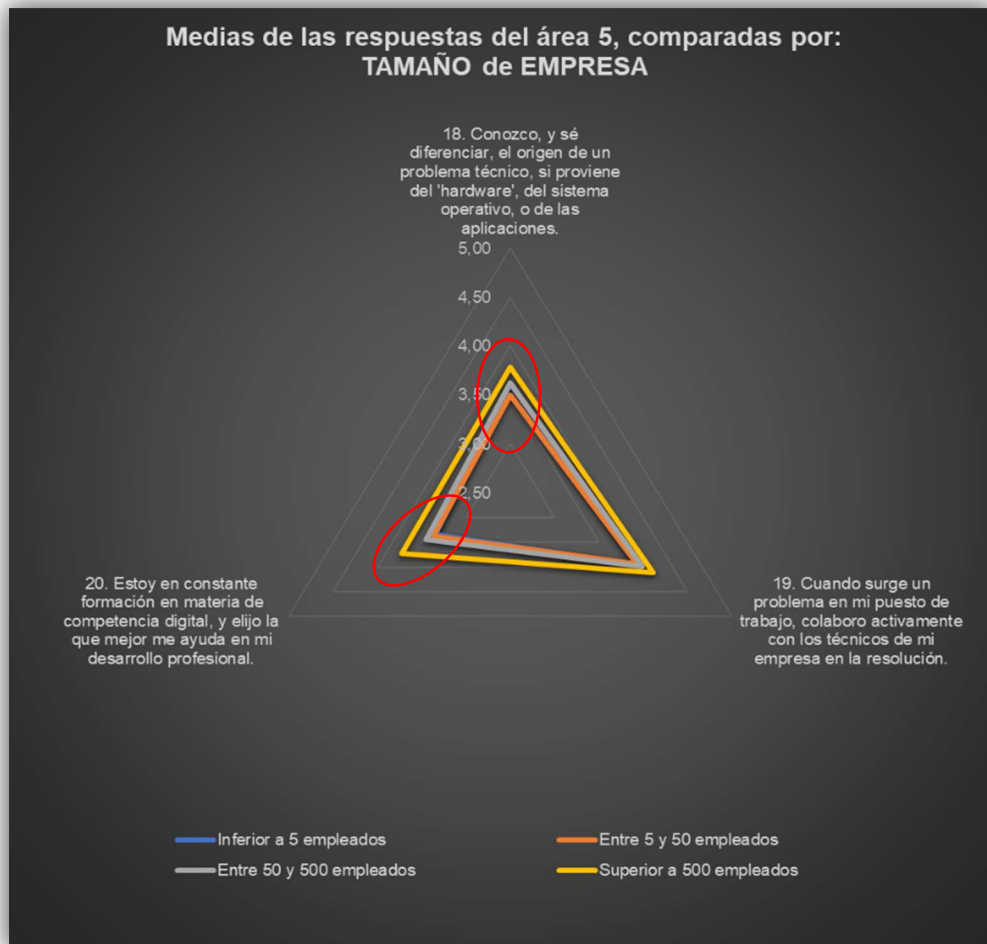 Medias de las respuestas del área 5, comparadas por:
TAMAÑO de EMPRESA
18. Conozco, y sé
diferenciar, el origen de un
problema técnico, si proviene
del 'hardware', del sistema
operativo, o de las
aplicaciones.
5,00
4,50
4,00
3,50
3,00
2,50
20. Estoy en constante
formación en materia de
competencia digital, y elijo la
que mejor me ayuda en mi
desarrollo profesional.
19. Cuando surge un
problema en mi puesto de
trabajo, colaboro activamente
con los técnicos de mi
empresa en la resolución.
Inferior a 5 empleados
Entre 5 y 50 empleados
Entre 50 y 500 empleados
Superior a 500 empleados